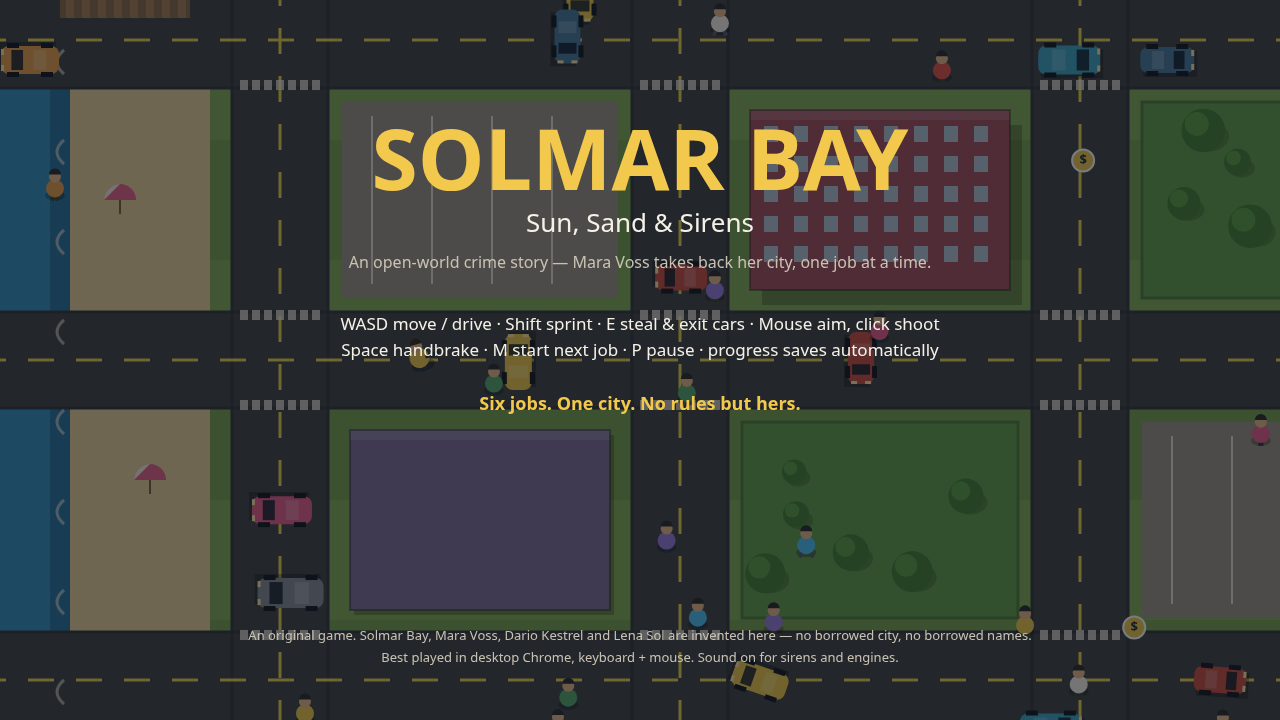 SOLMAR BAY
$
Sun, Sand & Sirens
An open-world crime story — Mara Voss takes back her city, one job at a time.
WASD move / drive · Shift sprint · E steal & exit cars · Mouse aim, click shoot
Space handbrake · M start next job · P pause · progress saves automatically
Six jobs. One city. No rules but hers.
$
An original game. Solmar Bay, Mara Voss, Dario Kestrel and Lena Sol are invented here — no borrowed city, no borrowed names.
Best played in desktop Chrome, keyboard + mouse. Sound on for sirens and engines.